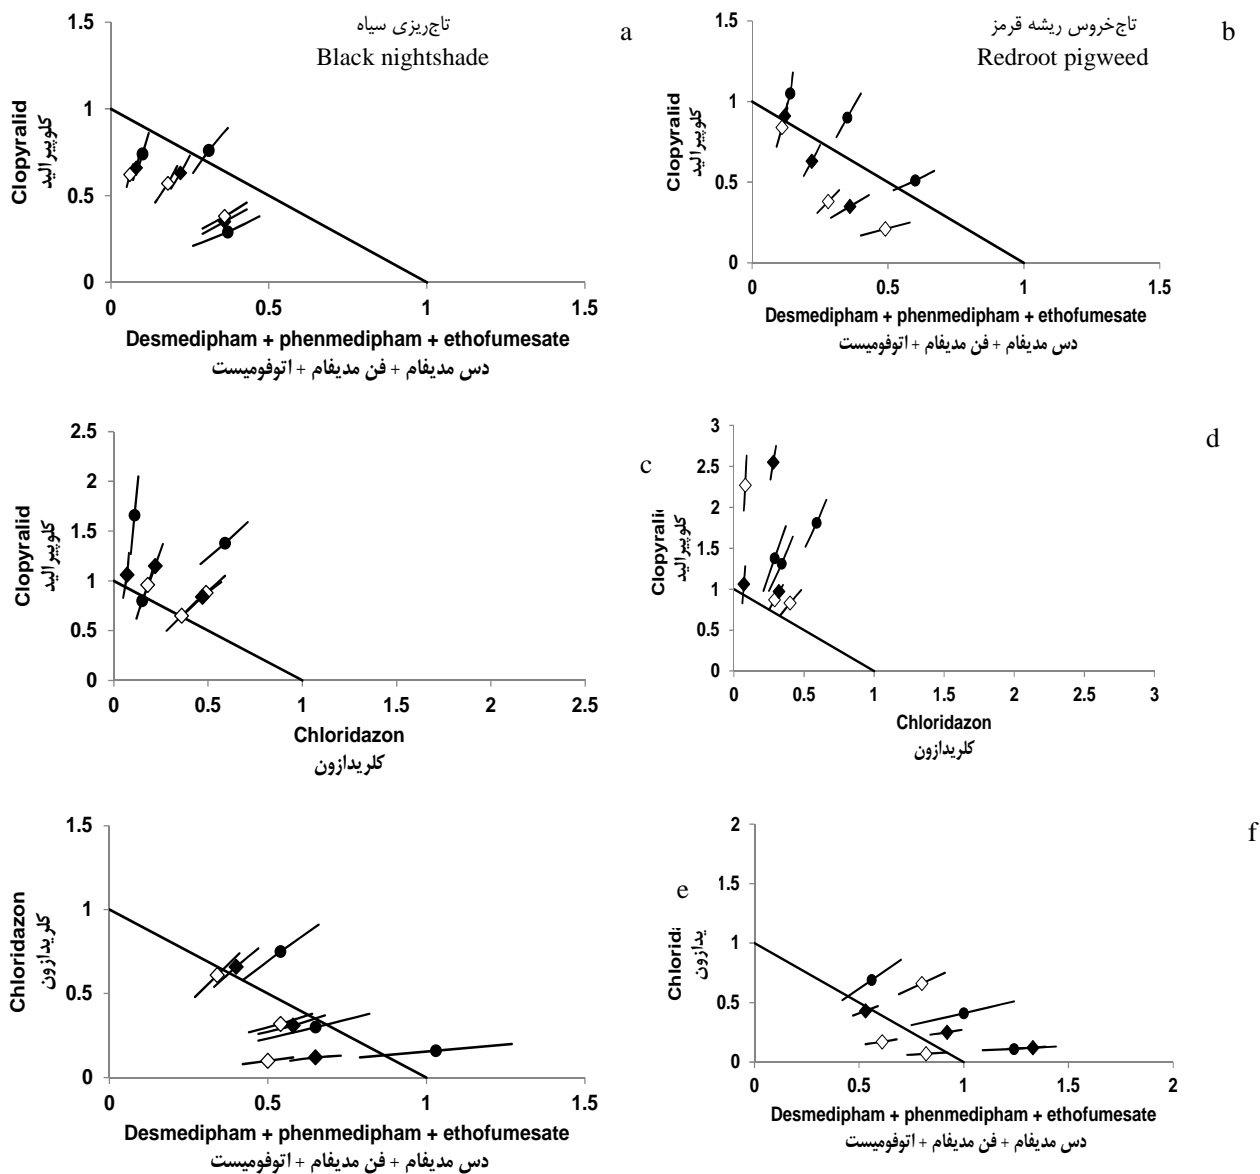 تاج‌ریزی سیاه
Black nightshade
a
1.5
1
0.5
0
Clopyralid
کلوپیرالید
0 0.5 1 1.5
Desmedipham + phenmedipham + ethofumesate
دس مدیفام + فن مدیفام + اتوفومیست
تاج‌خروس ریشه قرمز
Redroot pigweed
b
1.5
1
0.5
0
Clopyralid
کلوپیرالید
0 0.5 1 1.5
Desmedipham + phenmedipham + ethofumesate
دس مدیفام + فن مدیفام + اتوفومیست
c
2.5
2
1.5
1
0.5
0
Clopyralid
کلوپیرالید
0 0.5 1 1.5 2 2.5
Chloridazon
کلریدازون
d
3
2.5
2
1.5
1
0.5
0
Clopyrali
کلوپیرالید
0 0.5 1 1.5 2 2.5 3
Chloridazon
کلریدازون
e
1.5
1
0.5
0
Chloridazon
کلریدازون
0 0.5 1 1.5
Desmedipham + phenmedipham + ethofumesate
دس مدیفام + فن مدیفام + اتوفومیست
f
2
1.5
1
0.5
0
Chlorid
یدازون
0 0.5 1 1.5 2
Desmedipham + phenmedipham + ethofumesate
دس مدیفام + فن مدیفام + اتوفومیست